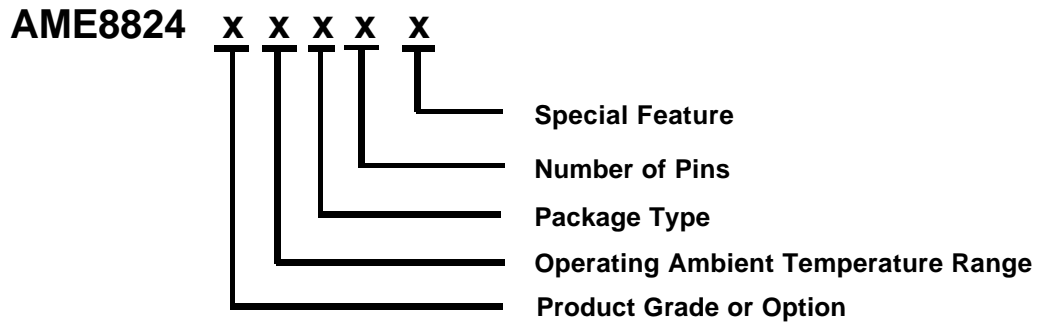 AME8824 x x x x x
Special Feature
Number of Pins
Package Type
Operating Ambient Temperature Range
Product Grade or Option